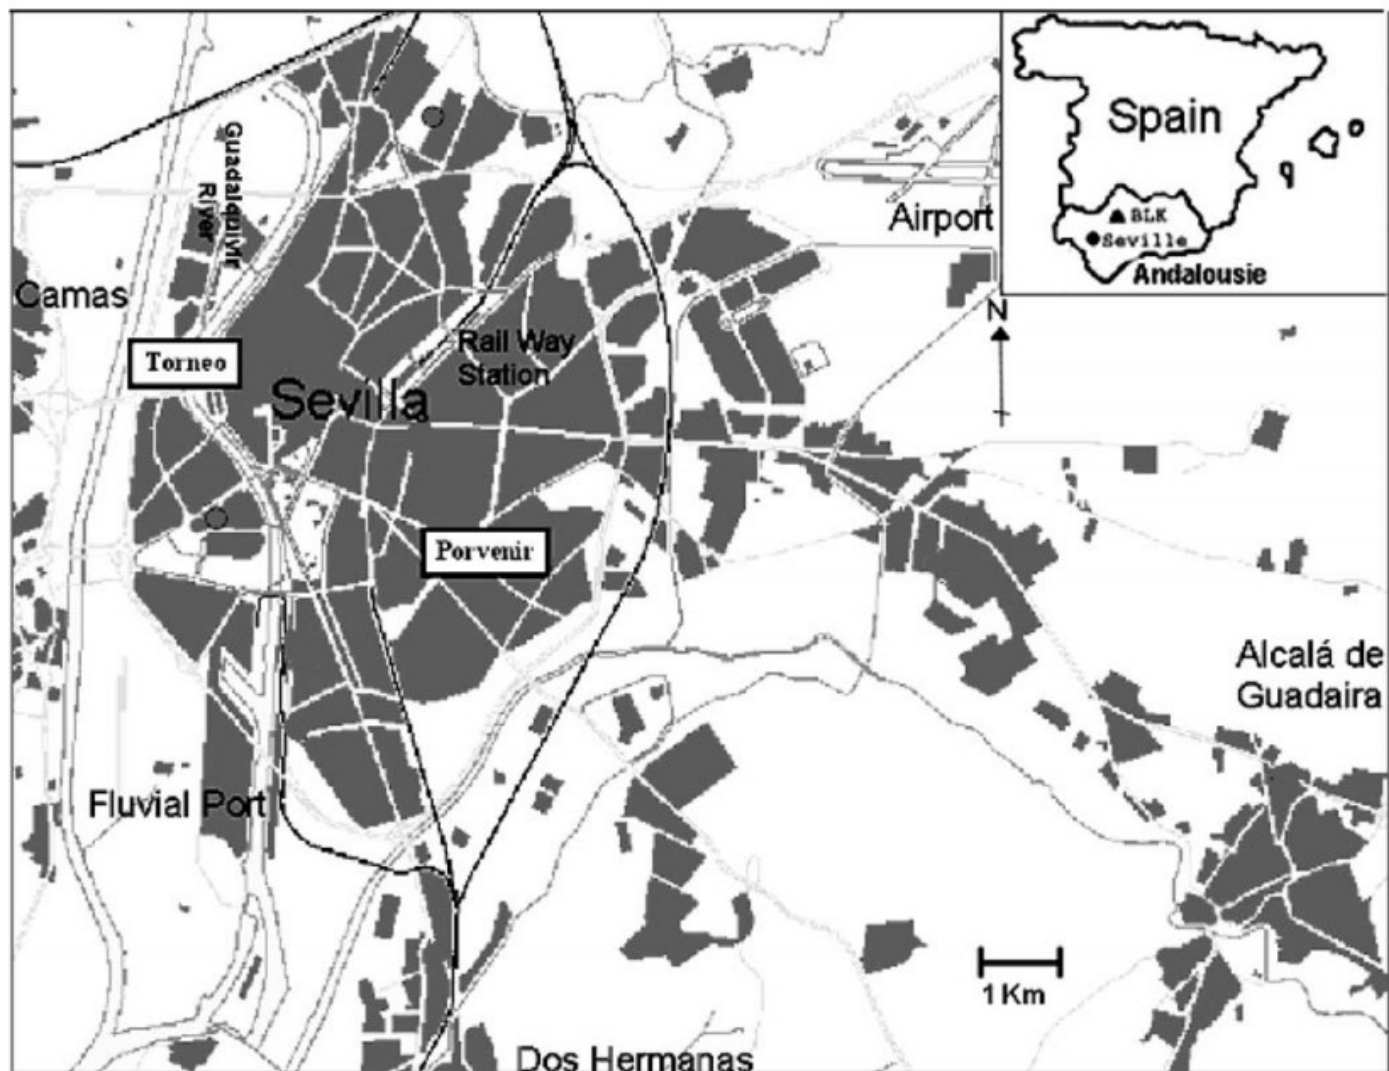 Spain
BLK
Seville
Andalousie
Guadalquivir
River
Airport
N
Camas
Torneo
Rail Way
Station
Sevilla
Porvenir
Alcalá de
Guadaira
Fluvial Port
1 Km
Dos Hermanas